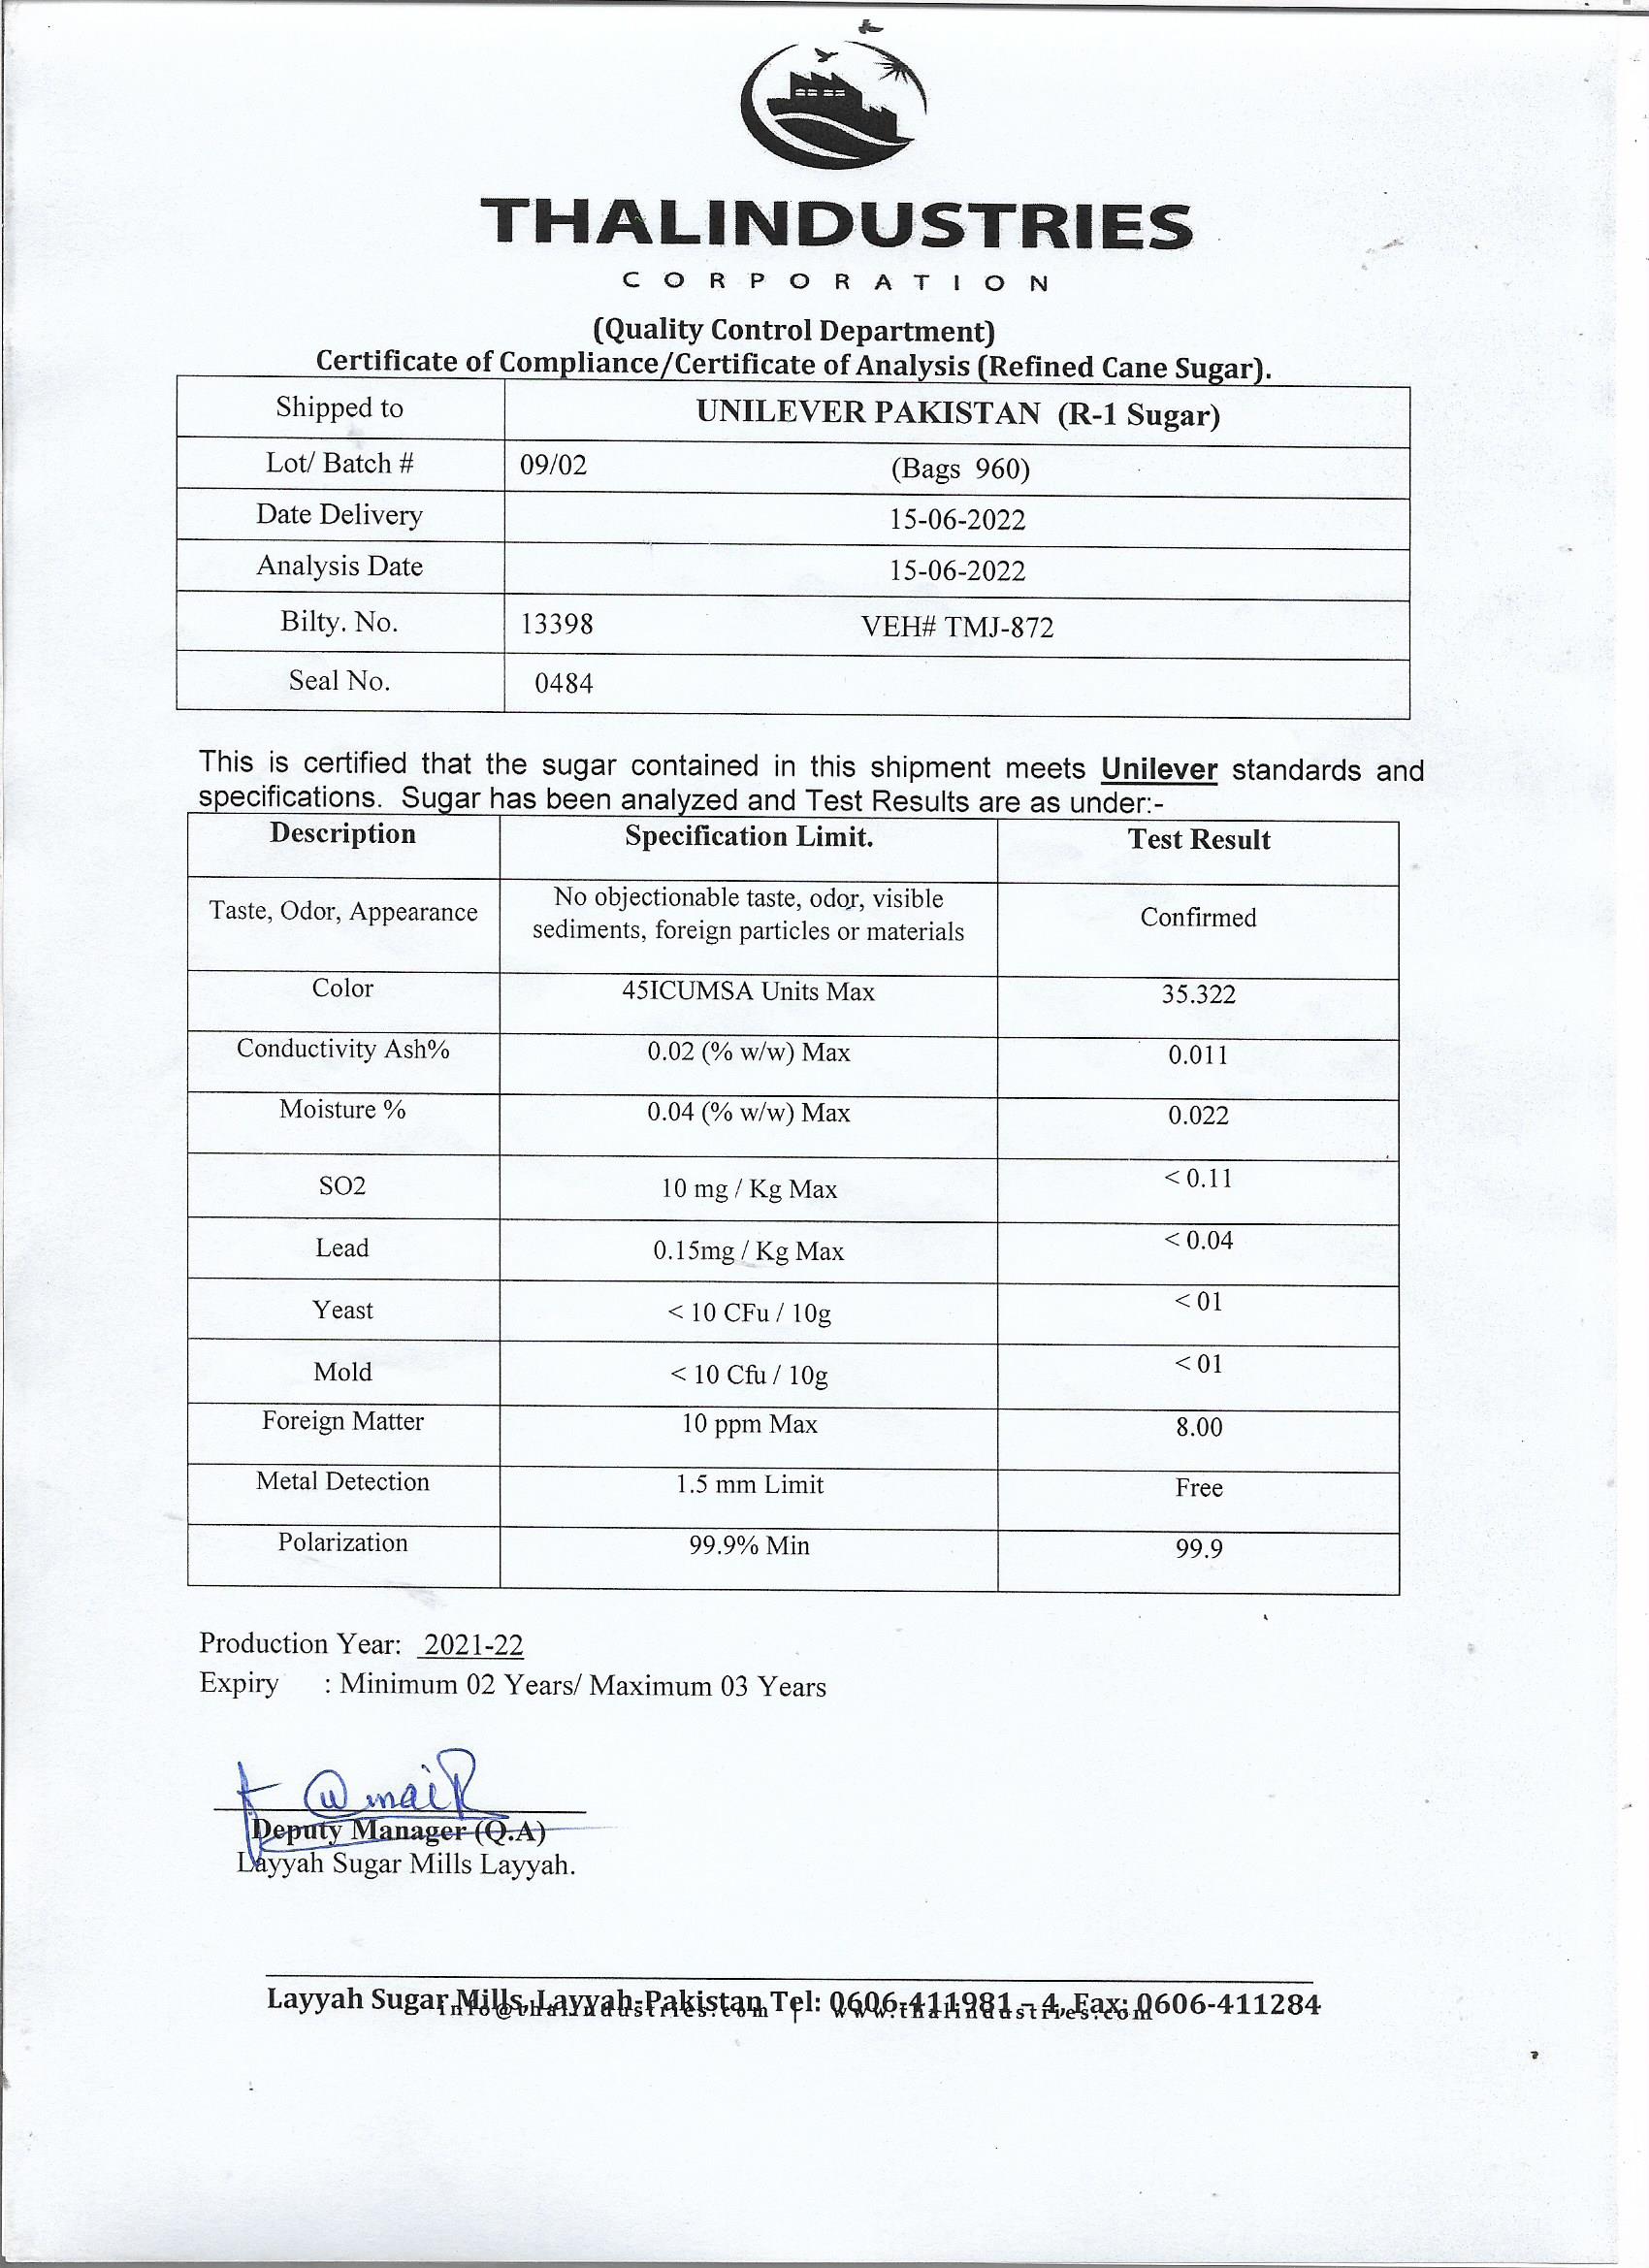 THALINDUSTRIES
CORPORATION
(Quality Control Department)
Certificate of Compliance/Certificate of Analysis (Refined Cane Sugar).
Shipped to UNILEVER PAKISTAN (R-1 Sugar)
Lot/ Batch # 09/02 (Bags 960)
Date Delivery 15-06-2022
Analysis Date 15-06-2022
Bilty. No. 13398 VEH# TMJ-872
Seal No. 0484
This is certified that the sugar contained in this shipment meets Unilever standards and
specifications. Sugar has been analyzed and Test Results are as under:-
Description Specification Limit. Test Result
Taste, Odor, Appearance No objectionable taste, odor, visible sediments, foreign particles or materials Confirmed
Color 45ICUMSA Units Max 35.322
Conductivity Ash% 0.02 (% w/w) Max 0.011
Moisture % 0.04 (% w/w) Max 0.022
SO2 10 mg / Kg Max < 0.11
Lead 0.15mg / Kg Max < 0.04
Yeast < 10 CFu / 10g < 01
Mold < 10 Cfu / 10g < 01
Foreign Matter 10 ppm Max 8.00
Metal Detection 1.5 mm Limit Free
Polarization 99.9% Min 99.9
Production Year: 2021-22
Expiry : Minimum 02 Years/ Maximum 03 Years
Deputy Manager (Q.A)
Layyah Sugar Mills Layyah.
Layyah Sugar Mills, Layyah-Pakistan Tel: 0606-411981 – 4, Fax: 0606-411284
info@thalindustries.com | www.thalindustries.com